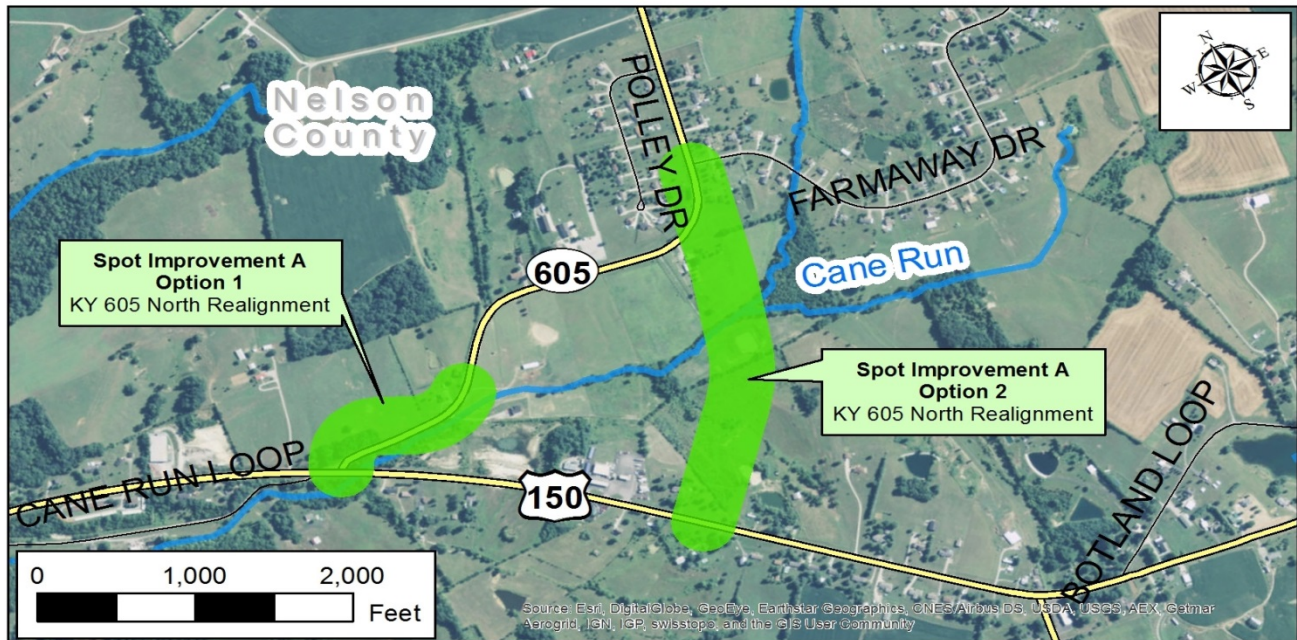 N
E
W
S
Nelson
County
POLLEY DR
FARMAWAY DR
Cane Run
605
Spot Improvement A
Option 1
KY 605 North Realignment
Spot Improvement A
Option 2
KY 605 North Realignment
CANE RUN LOOP
150
BOTLAND LOOP
0 1,000 2,000
Feet
Source: Esri, DigitalGlobe, GeoEye, Earthstar Geographics, CNES/Airbus DS, USDA, USGS, AEX, Getmapping,
Aerogrid, IGN, IGP, swisstopo, and the GIS User Community